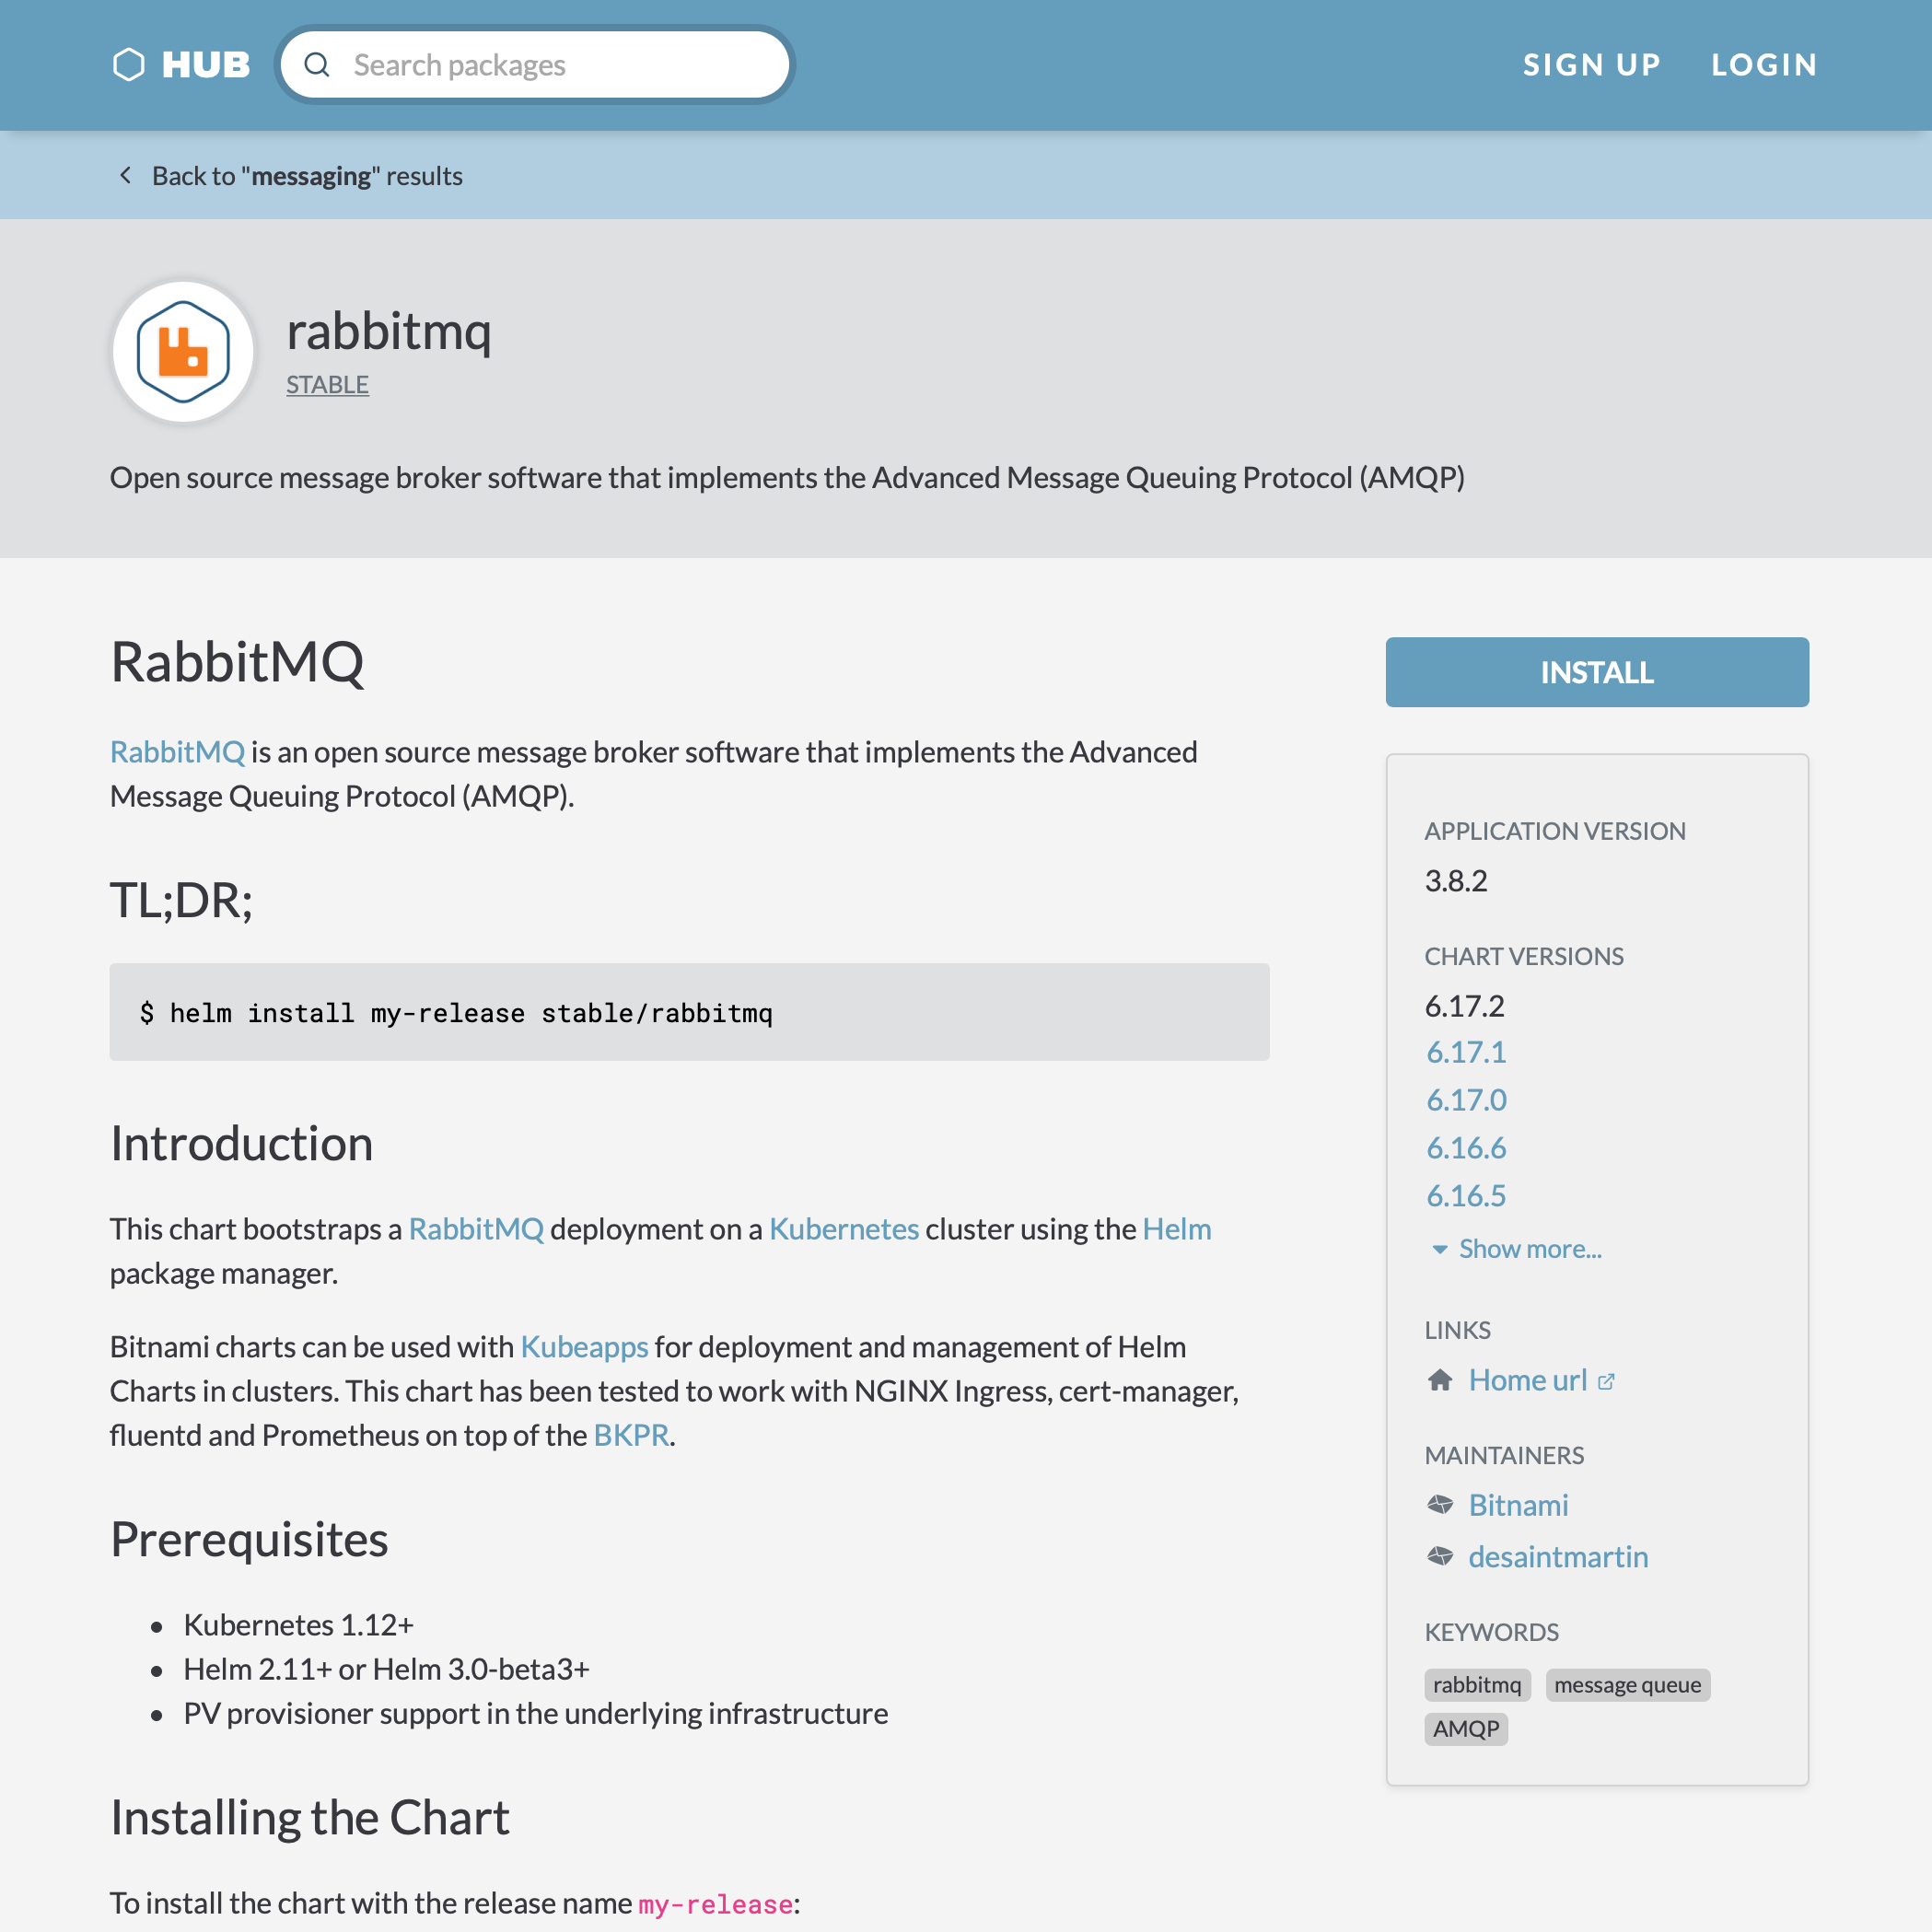 HUB
Search packages
SIGN UP
LOGIN
Back to "messaging" results
rabbitmq
STABLE
Open source message broker software that implements the Advanced Message Queuing Protocol (AMQP)
RabbitMQ
RabbitMQ is an open source message broker software that implements the Advanced
Message Queuing Protocol (AMQP).
TL;DR;
$ helm install my-release stable/rabbitmq
Introduction
This chart bootstraps a RabbitMQ deployment on a Kubernetes cluster using the Helm
package manager.
Bitnami charts can be used with Kubeapps for deployment and management of Helm
Charts in clusters. This chart has been tested to work with NGINX Ingress, cert-manager,
fluentd and Prometheus on top of the BKPR.
Prerequisites
• Kubernetes 1.12+
• Helm 2.11+ or Helm 3.0-beta3+
• PV provisioner support in the underlying infrastructure
Installing the Chart
To install the chart with the release name my-release:
INSTALL
APPLICATION VERSION
3.8.2
CHART VERSIONS
6.17.2
6.17.1
6.17.0
6.16.6
6.16.5
Show more...
LINKS
Home url
MAINTAINERS
Bitnami
desaintmartin
KEYWORDS
rabbitmq message queue
AMQP